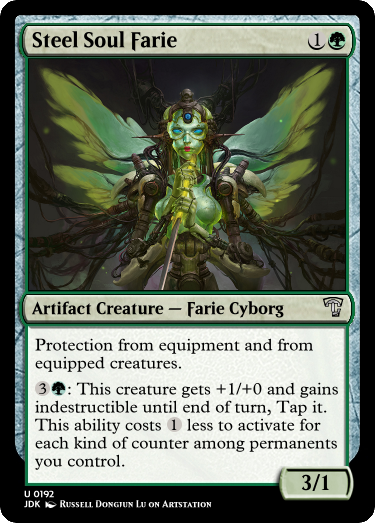 Steel Soul Farie 1
Artifact Creature — Farie Cyborg
Protection from equipment and from
equipped creatures.
3: This creature gets +1/+0 and gains
indestructible until end of turn, Tap it.
This ability costs 1 less to activate for
each kind of counter among permanents
you control.
3/1
U 0192
JDK Russell Dongjun Lu on Artstation